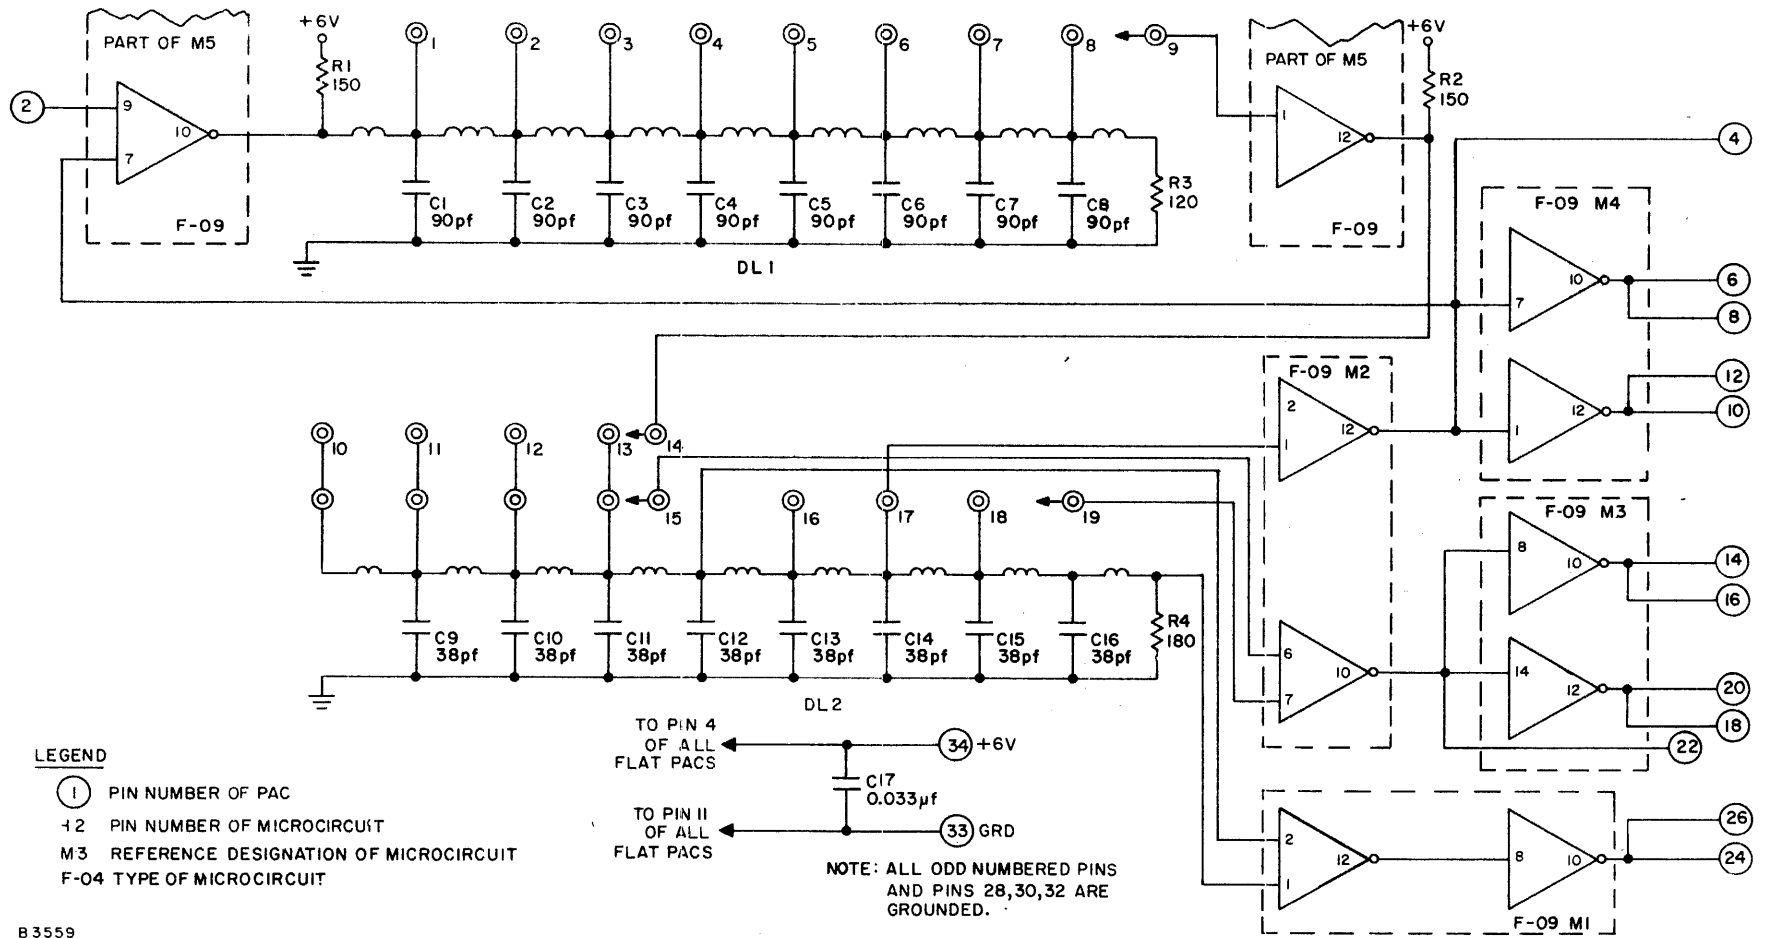 PART OF M5
+6V
R1
150
1
2
3
4
5
6
7
8
9
PART OF M5
+6V
R2
150
2
9
10
7
F-09
C1
90pf
C2
90pf
C3
90pf
C4
90pf
C5
90pf
C6
90pf
C7
90pf
C8
90pf
R3
120
1
12
F-09
4
DL1
F-09 M4
7
10
6
8
1
12
12
10
F-09 M2
2
1
12
10
11
12
13
14
15
16
17
18
19
F-09 M3
8
10
14
16
14
12
20
18
22
C9
38pf
C10
38pf
C11
38pf
C12
38pf
C13
38pf
C14
38pf
C15
38pf
C16
38pf
R4
180
6
7
10
DL2
TO PIN 4
OF ALL
FLAT PACS
34 +6V
C17
0.033µf
TO PIN 11
OF ALL
FLAT PACS
33 GRD
2
1
12
8
10
26
24
F-09 M1
NOTE: ALL ODD NUMBERED PINS
AND PINS 28,30,32 ARE
GROUNDED.
LEGEND
1 PIN NUMBER OF PAC
12 PIN NUMBER OF MICROCIRCUIT
M3 REFERENCE DESIGNATION OF MICROCIRCUIT
F-04 TYPE OF MICROCIRCUIT
B3559